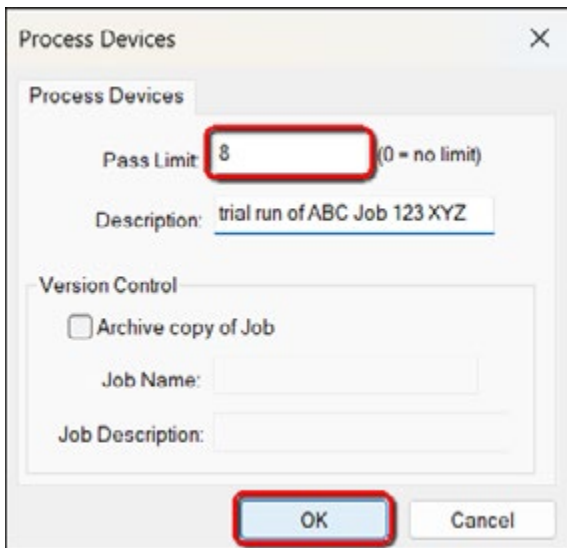 Process Devices
Process Devices
Pass Limit: 8 (0 = no limit)
Description: trial run of ABC Job 123 XYZ
Version Control
Archive copy of Job
Job Name:
Job Description:
OK Cancel